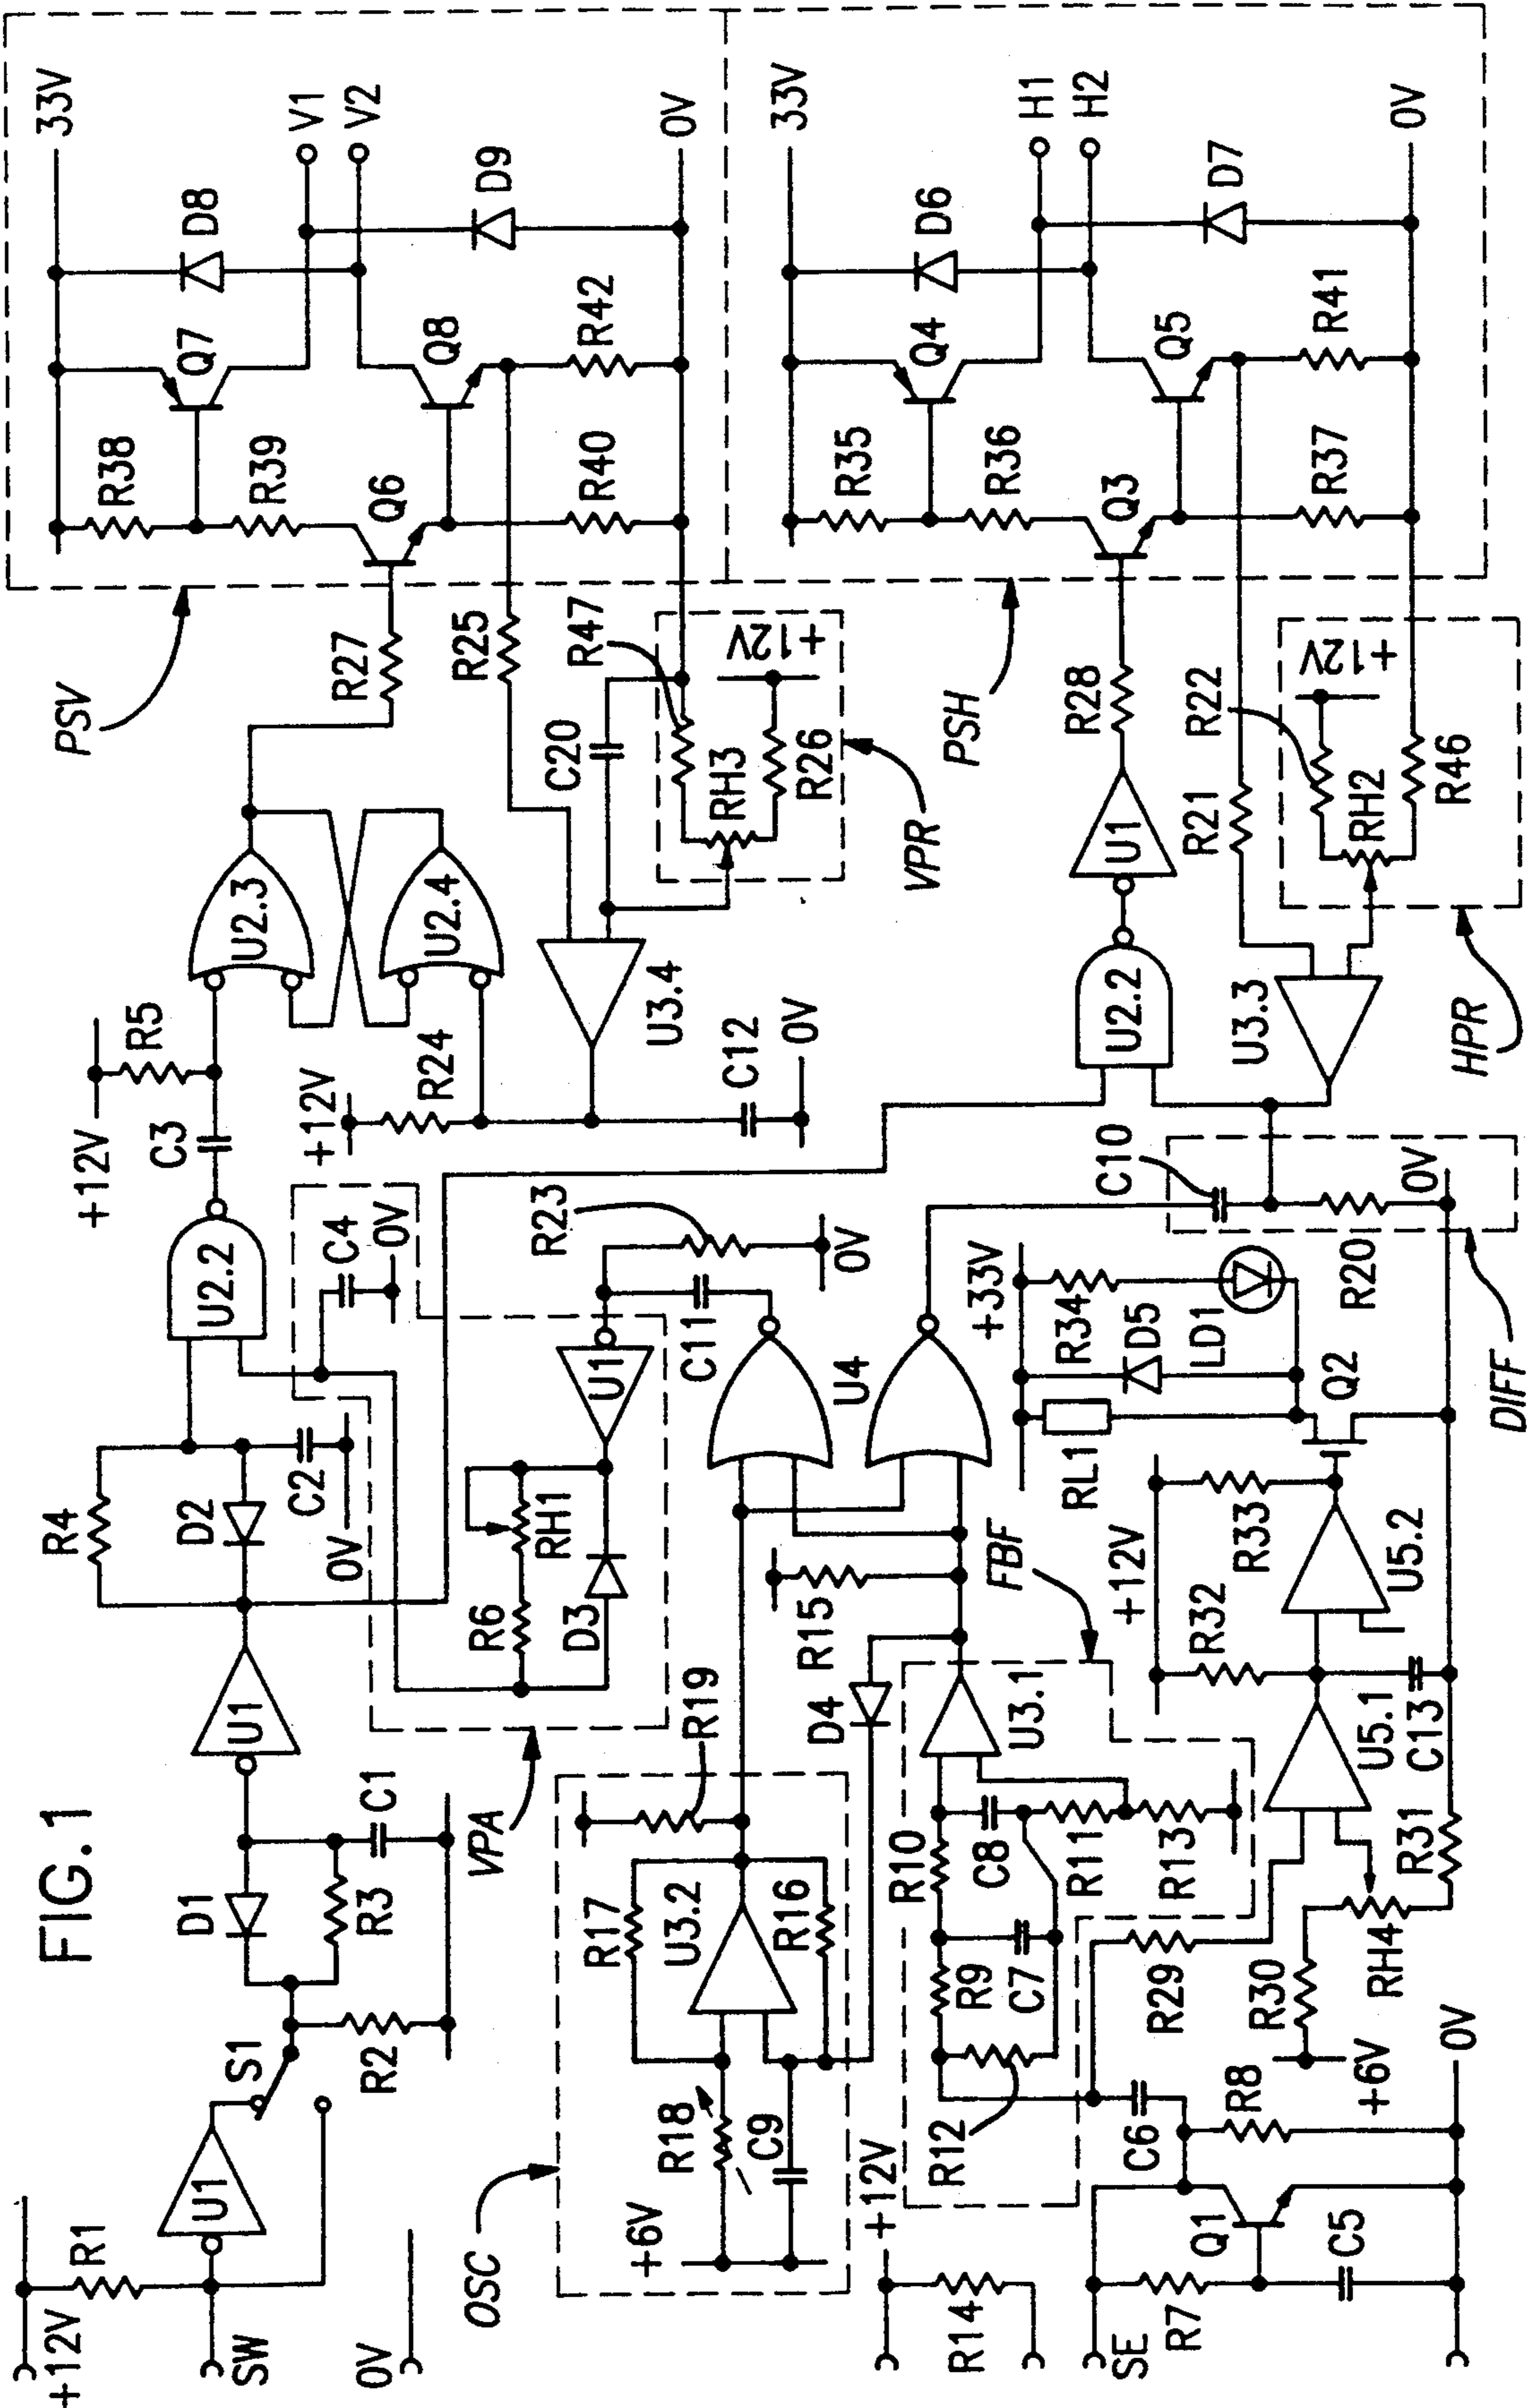 FIG. 1
+12V
R1
SW
U1
S1
0V
R2
D1
R3
C1
U1
R4
D2
C2
0V
U2.2
C3
+12V
R5
U2.3
U2.4
+12V
R24
C12
0V
U3.4
PSV
R27
R25
C20
R47
RH3
R26
+12V
VPR
33V
R38
R39
Q7
Q6
Q8
R40
R42
D8
D9
V1
V2
0V
VPA
C4
0V
R6
RH1
D3
U1
R23
C11
0V
OSC
+6V
R18
C9
R17
U3.2
R16
R19
D4
R15
U4
+12V
R14
R12
R9
C7
R10
C8
R11
R13
U3.1
FBF
SE
R7
Q1
C5
C6
R8
0V
+6V
R30
R29
RH4
R31
U5.1
C13
+12V
R32
R33
U5.2
RL1
+33V
R34
D5
LD1
Q2
DIFF
C10
R20
0V
U2.2
U1
R28
PSH
U3.3
R21
R22
RH2
R46
+12V
HPR
33V
R35
R36
Q4
Q3
Q5
R37
R41
D6
D7
H1
H2
0V